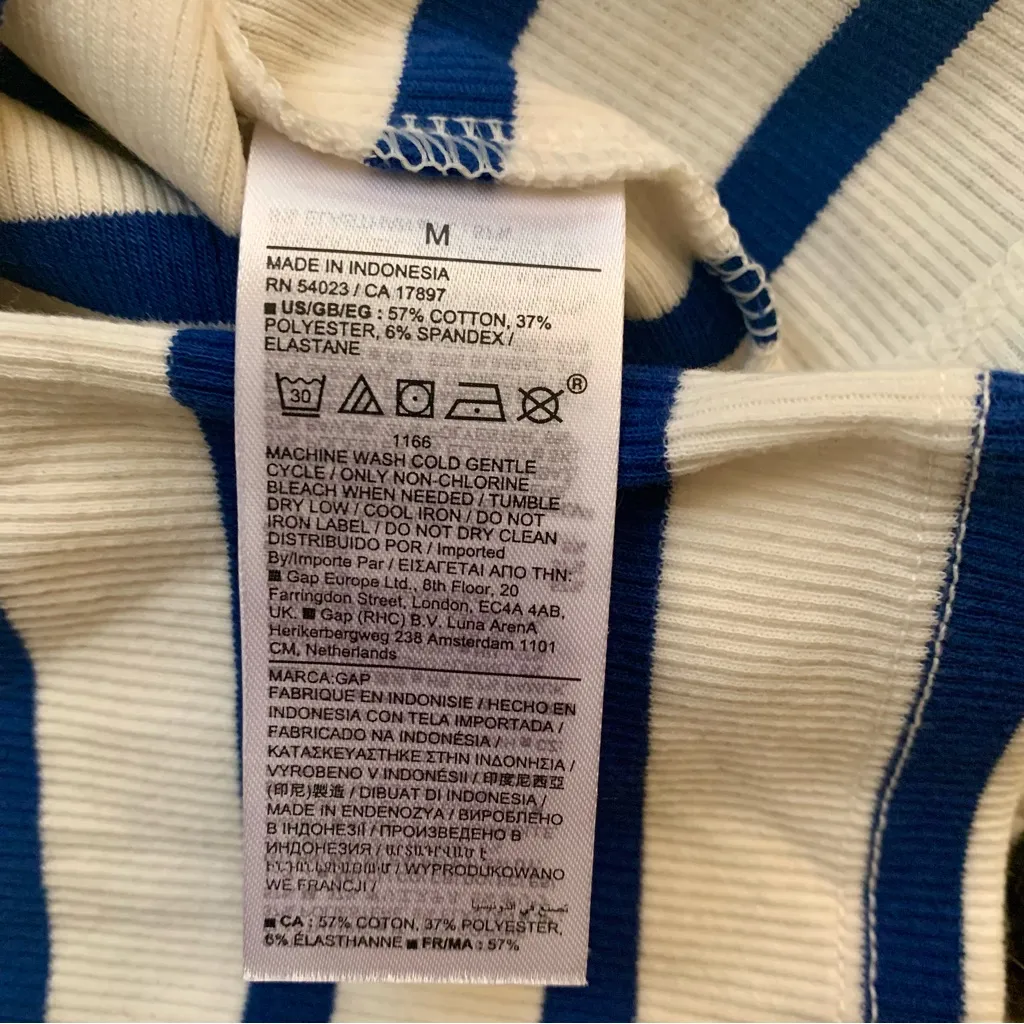 M
MADE IN INDONESIA
RN 54023 / CA 17897
■ US/GB/EG : 57% COTTON, 37%
POLYESTER, 6% SPANDEX /
ELASTANE
30 ®
1166
MACHINE WASH COLD GENTLE
CYCLE / ONLY NON-CHLORINE
BLEACH WHEN NEEDED / TUMBLE
DRY LOW / COOL IRON / DO NOT
IRON LABEL / DO NOT DRY CLEAN
DISTRIBUIDO POR / Imported
By/Importe Par / ΕΙΣΑΓΕΤΑΙ ΑΠΟ ΤΗΝ:
■ Gap Europe Ltd., 8th Floor, 20
Farringdon Street, London, EC4A 4AB,
UK. ■ Gap (RHC) B.V. Luna ArenA
Herikerbergweg 238 Amsterdam 1101
CM, Netherlands
MARCA:GAP
FABRIQUE EN INDONISIE / HECHO EN
INDONESIA CON TELA IMPORTADA /
FABRICADO NA INDONÉSIA /
ΚΑΤΑΣΚΕΥΑΣΤΗΚΕ ΣΤΗΝ ΙΝΔΟΝΗΣΙΑ /
VYROBENO V INDONÉSII / 印度尼西亞
(印尼)製造 / DIBUAT DI INDONESIA /
MADE IN ENDENOZYA / ВИРОБЛЕНО
В ІНДОНЕЗІЇ / ПРОИЗВЕДЕНО В
ИНДОНЕЗИЯ /
/ WYPRODUKOWANO
WE FRANCJI /
تصنع في اندونيسيا
■ CA : 57% COTON, 37% POLYESTER,
6% ÉLASTHANNE ■ FR/MA : 57%